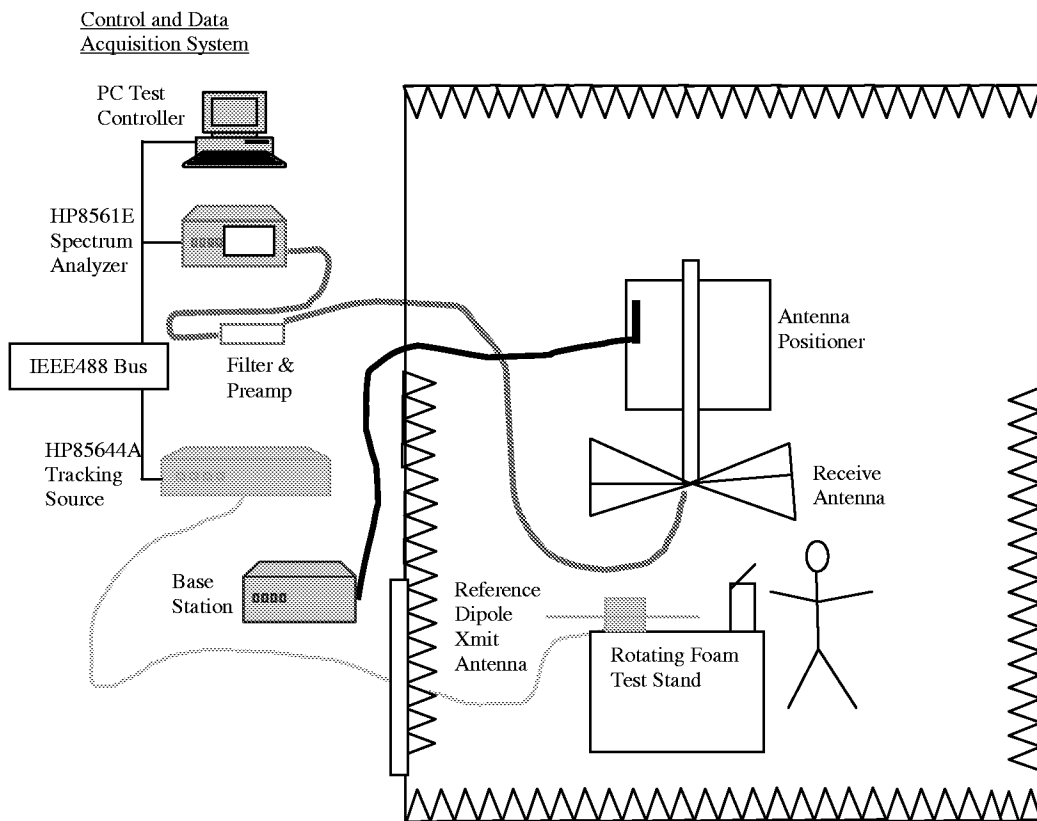 Control and Data
Acquisition System
PC Test
Controller
HP8561E
Spectrum
Analyzer
Filter &
Preamp
IEEE488 Bus
HP85644A
Tracking
Source
Base
Station
Antenna
Positioner
Receive
Antenna
Reference
Dipole
Xmit
Antenna
Rotating Foam
Test Stand